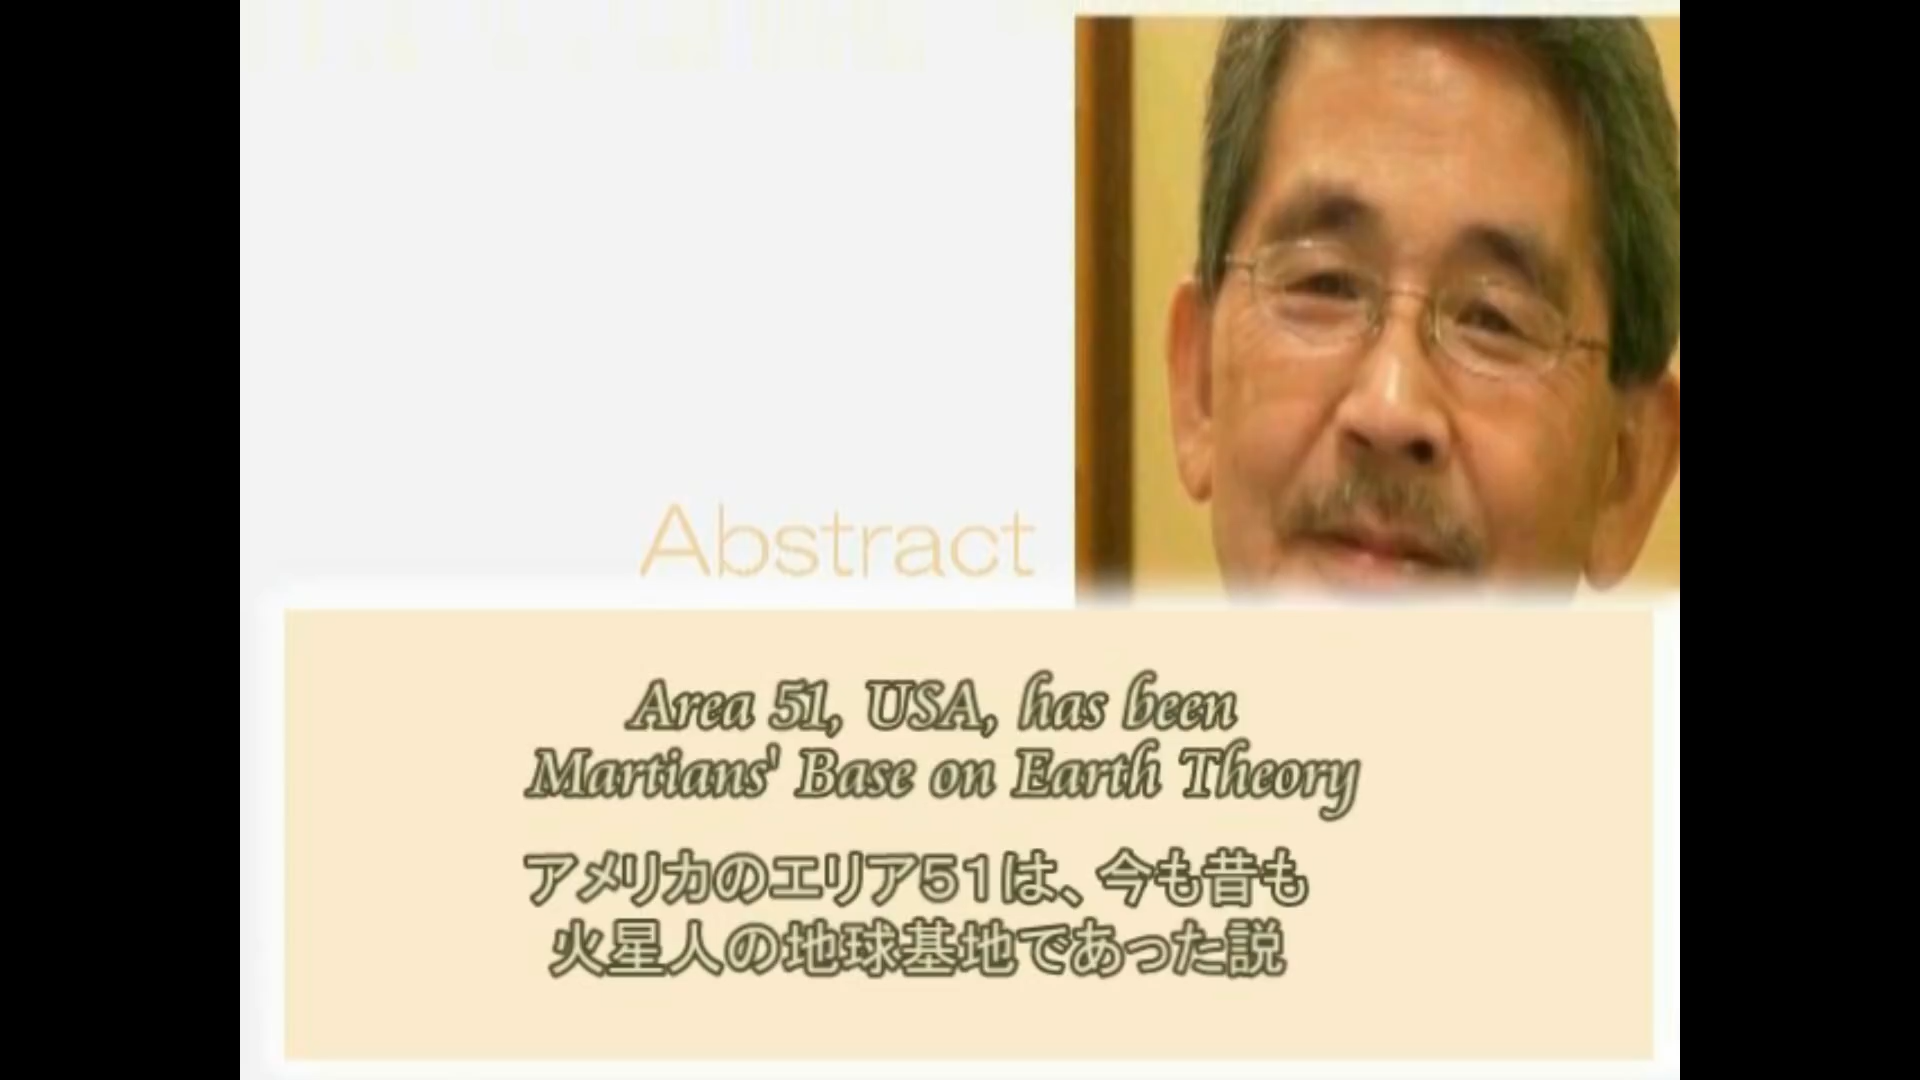 Abstract
Area 51, USA, has been
Martians' Base on Earth Theory
アメリカのエリア５１は、今も昔も
火星人の地球基地であった説